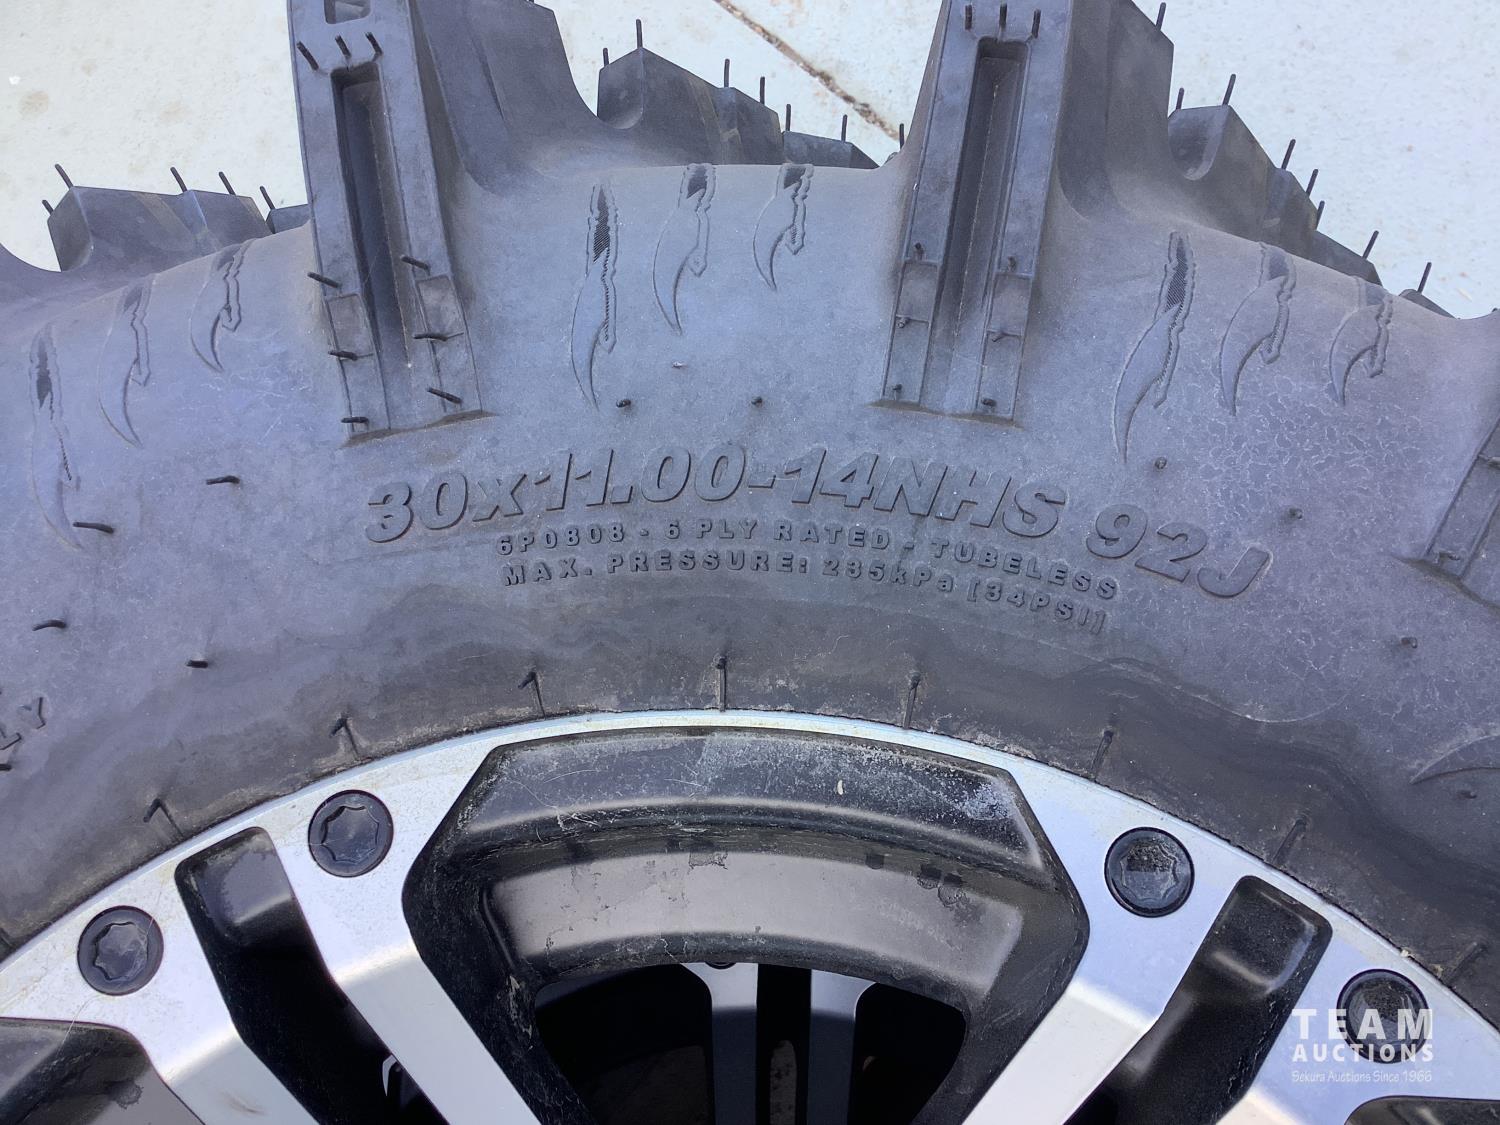 30x11.00-14NHS 92J
6P0808 - 6 PLY RATED - TUBELESS
MAX. PRESSURE: 235kPa [34PSI]
LY
TEAM
AUCTIONS
Sekura Auctions Since 1966